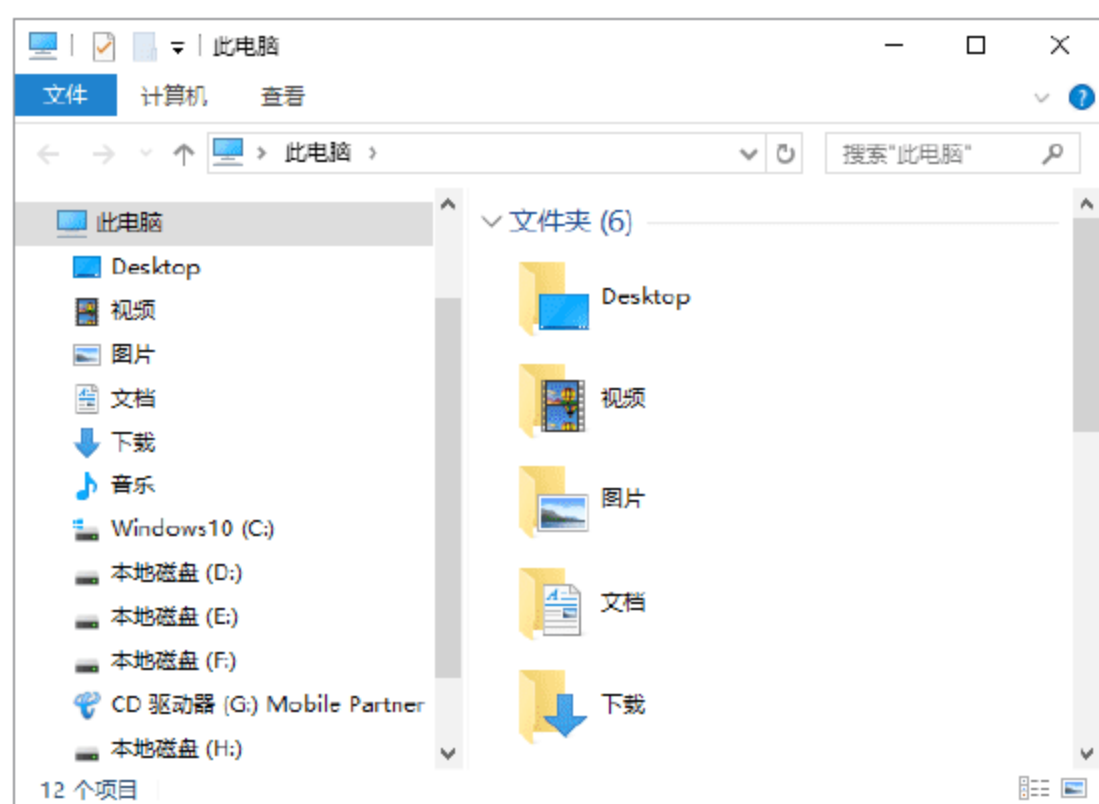 此电脑
文件 计算机 查看
此电脑 搜索"此电脑"
此电脑
Desktop
视频
图片
文档
下载
音乐
Windows10 (C:)
本地磁盘 (D:)
本地磁盘 (E:)
本地磁盘 (F:)
CD 驱动器 (G:) Mobile Partner
本地磁盘 (H:)
文件夹 (6)
Desktop
视频
图片
文档
下载
12 个项目